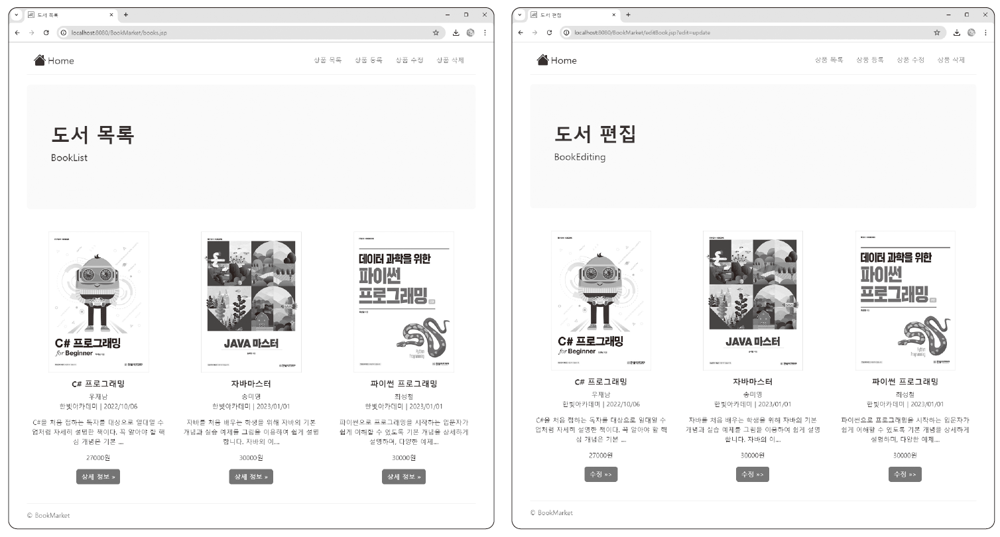 도서 목록
localhost:8080/BookMarket/books.jsp
Home
상품 목록 상품 등록 상품 수정 상품 삭제
도서 목록
BookList
C# 프로그래밍
for Beginner
JAVA 마스터
데이터 과학을 위한
파이썬
프로그래밍
Python
Programming
C# 프로그래밍
우재남
한빛아카데미 | 2022/10/06
C#을 처음 접하는 독자를 대상으로 일대일 수
업처럼 자세히 설명한 책이다. 꼭 알아야 할 핵
심 개념은 기본 ....
27000원
상세 정보 »
자바마스터
송미영
한빛아카데미 | 2023/01/01
자바를 처음 배우는 학생을 위해 자바의 기본
개념과 실습 예제를 그림을 이용하여 쉽게 설명
합니다. 자바의 이....
30000원
상세 정보 »
파이썬 프로그래밍
최성철
한빛아카데미 | 2023/01/01
파이썬으로 프로그래밍을 시작하는 입문자가
쉽게 이해할 수 있도록 기본 개념을 상세하게
설명하며, 다양한 예제....
30000원
상세 정보 »
© BookMarket
도서 편집
localhost:8080/BookMarket/editBook.jsp?edit=update
Home
상품 목록 상품 등록 상품 수정 상품 삭제
도서 편집
BookEditing
C# 프로그래밍
for Beginner
JAVA 마스터
데이터 과학을 위한
파이썬
프로그래밍
Python
Programming
C# 프로그래밍
우재남
한빛아카데미 | 2022/10/06
C#을 처음 접하는 독자를 대상으로 일대일 수
업처럼 자세히 설명한 책이다. 꼭 알아야 할 핵
심 개념은 기본 ....
27000원
수정 »>
자바마스터
송미영
한빛아카데미 | 2023/01/01
자바를 처음 배우는 학생을 위해 자바의 기본
개념과 실습 예제를 그림을 이용하여 쉽게 설명
합니다. 자바의 이....
30000원
수정 »>
파이썬 프로그래밍
최성철
한빛아카데미 | 2023/01/01
파이썬으로 프로그래밍을 시작하는 입문자가
쉽게 이해할 수 있도록 기본 개념을 상세하게
설명하며, 다양한 예제....
30000원
수정 »>
© BookMarket